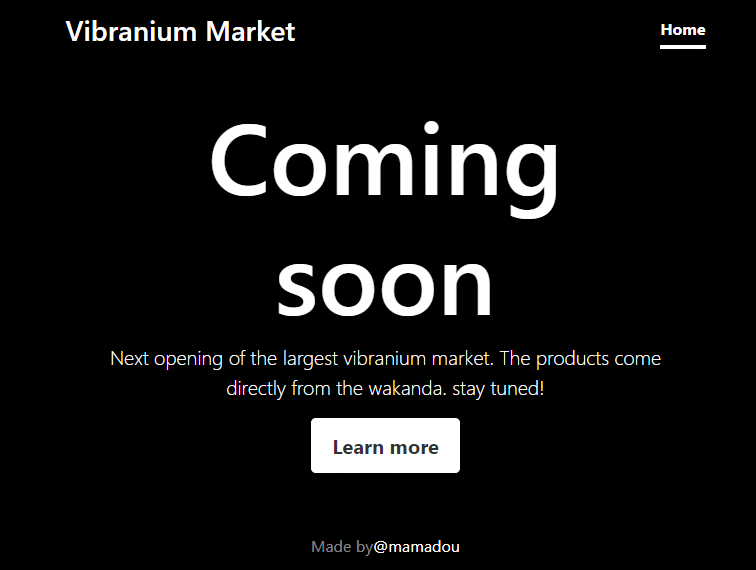 Vibranium Market
Home
Coming
soon
Next opening of the largest vibranium market. The products come
directly from the wakanda. stay tuned!
Learn more
Made by@mamadou